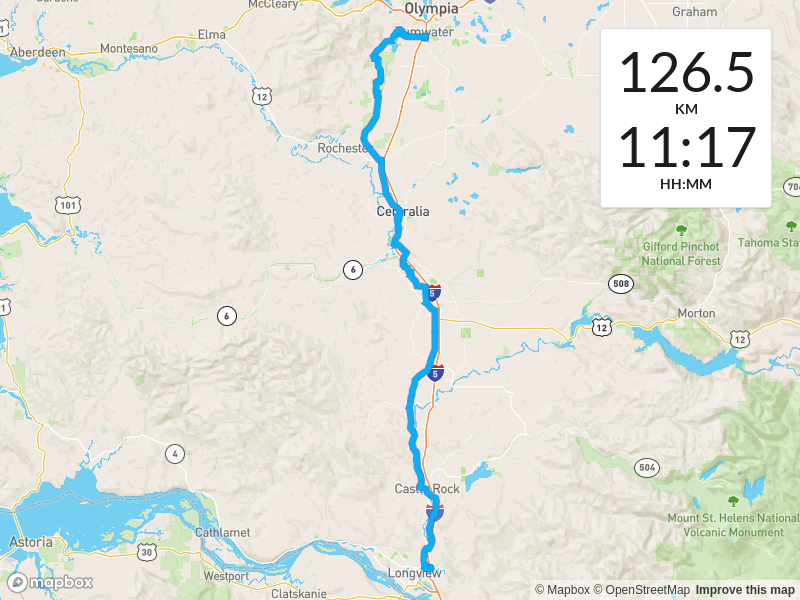 McCleary
Olympia
Graham
Elma
Tumwater
Aberdeen
Montesano
12
126.5
KM
11:17
HH:MM
Rochester
101
Centralia
Gifford Pinchot
National Forest
Tahoma State
6
508
5
6
Morton
12
12
5
4
504
Castle Rock
Mount St. Helens National
Volcanic Monument
Cathlamet
Astoria
30
Westport
Longview
Clatskanie
mapbox
© Mapbox © OpenStreetMap Improve this map